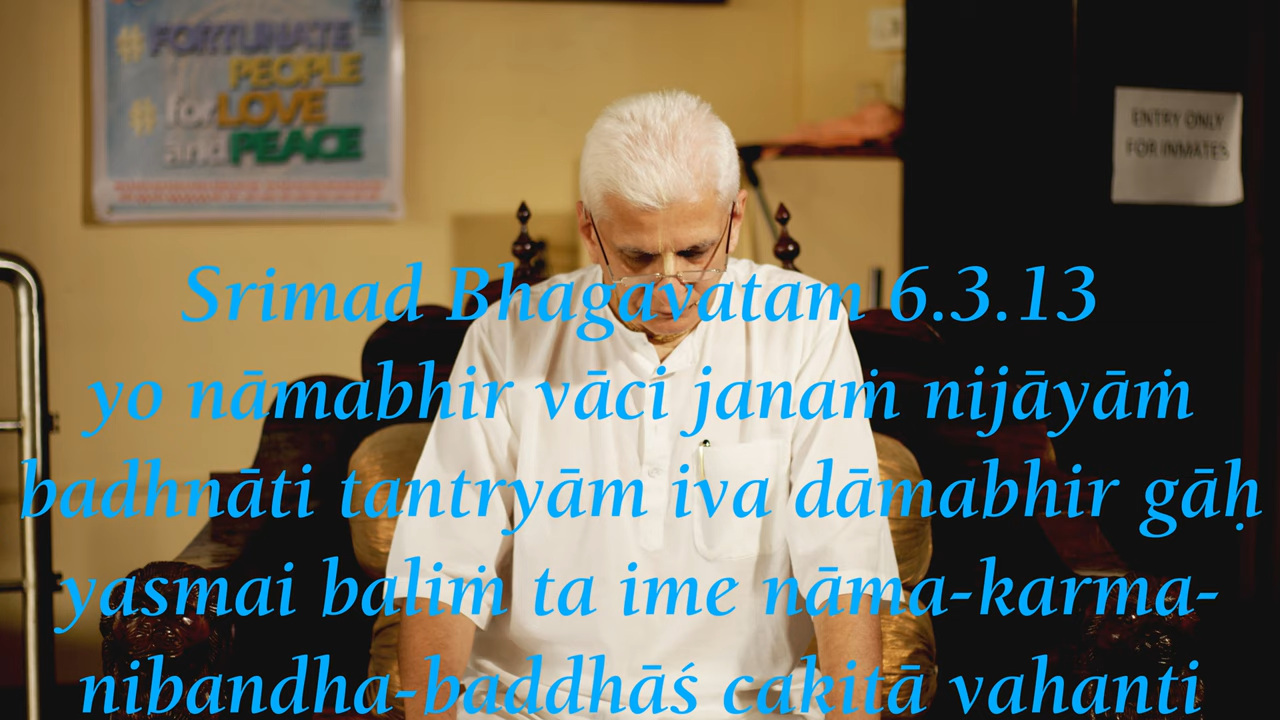 # FORTUNATE
PEOPLE
# for LOVE
and PEACE
ENTRY ONLY
FOR INMATES
Srimad Bhagavatam 6.3.13
yo nāmabhir vāci janaṁ nijāyāṁ
badhnāti tantryām iva dāmabhir gāḥ
yasmai baliṁ ta ime nāma-karma-
nibandha-baddhāś cakitā vahanti